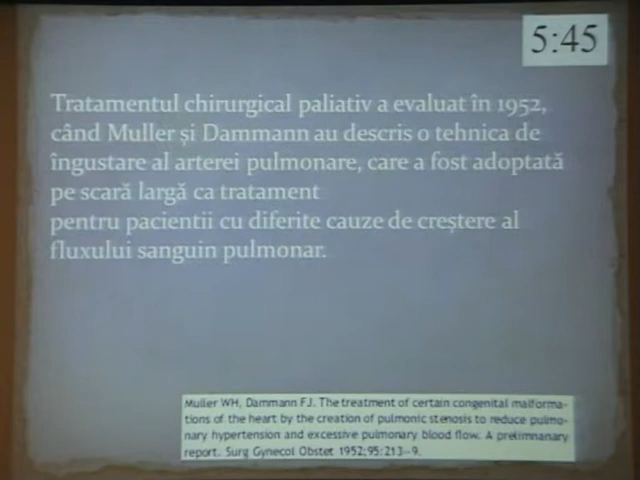 5:45
Tratamentul chirurgical paliativ a evaluat în 1952,
când Muller și Dammann au descris o tehnica de
îngustare al arterei pulmonare, care a fost adoptată
pe scară largă ca tratament
pentru pacientii cu diferite cauze de creștere al
fluxului sanguin pulmonar.
Muller WH, Dammann FJ. The treatment of certain congenital malforma-
tions of the heart by the creation of pulmonic stenosis to reduce pulmo-
nary hypertension and excessive pulmonary blood flow. A prelimnanary
report. Surg Gynecol Obstet 1952;95:213–9.